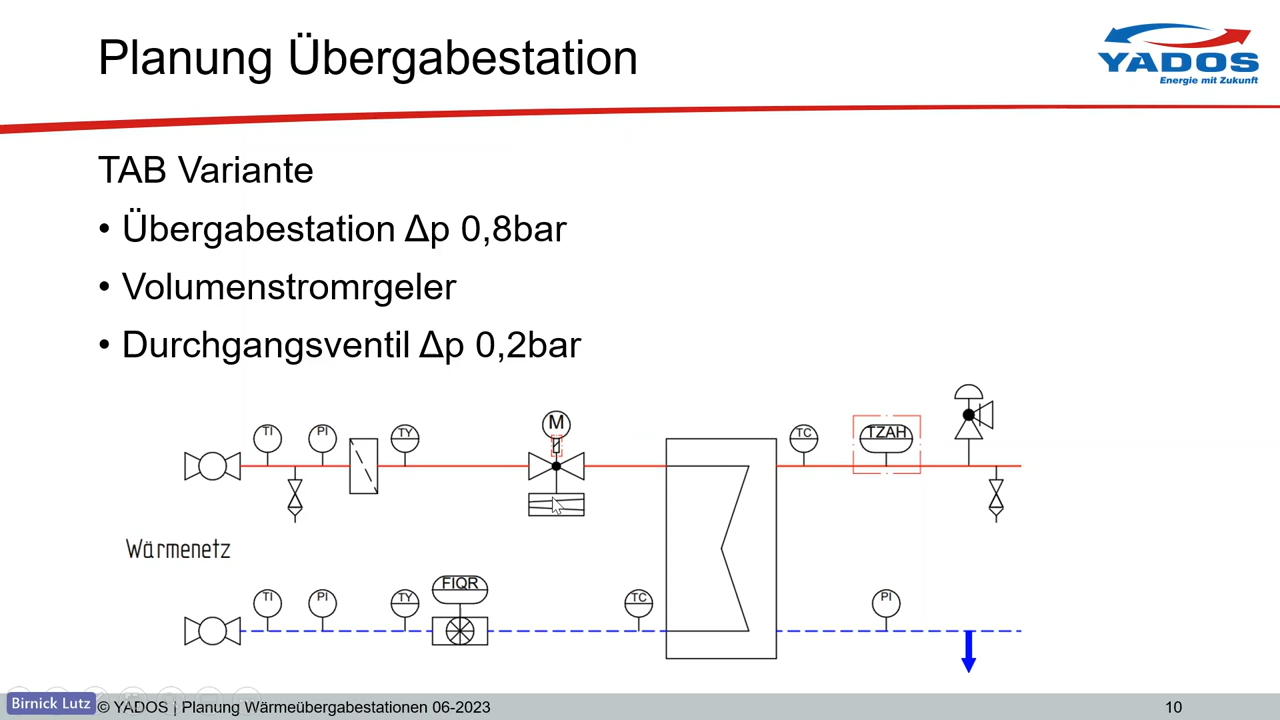 Planung Übergabestation
YADOS
Energie mit Zukunft
TAB Variante
• Übergabestation Δp 0,8bar
• Volumenstromrgeler
• Durchgangsventil Δp 0,2bar
M
TI PI TY TC TZAH
Wärmenetz
TI PI TY FIQR TC PI
Birnick Lutz
© YADOS | Planung Wärmeübergabestationen 06-2023
10